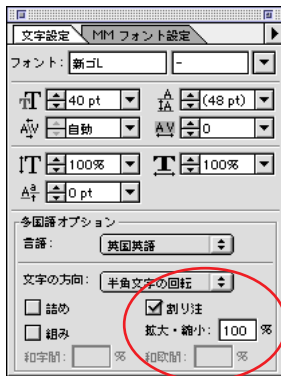 文字設定 MM フォント設定
フォント: 新ゴL -
40 pt (48 pt)
自動 0
100% 100%
0 pt
多国語オプション
言語: 英国英語
文字の方向: 半角文字の回転
詰め 割り注
組み 拡大・縮小: 100 %
和字間: % 和欧間: %